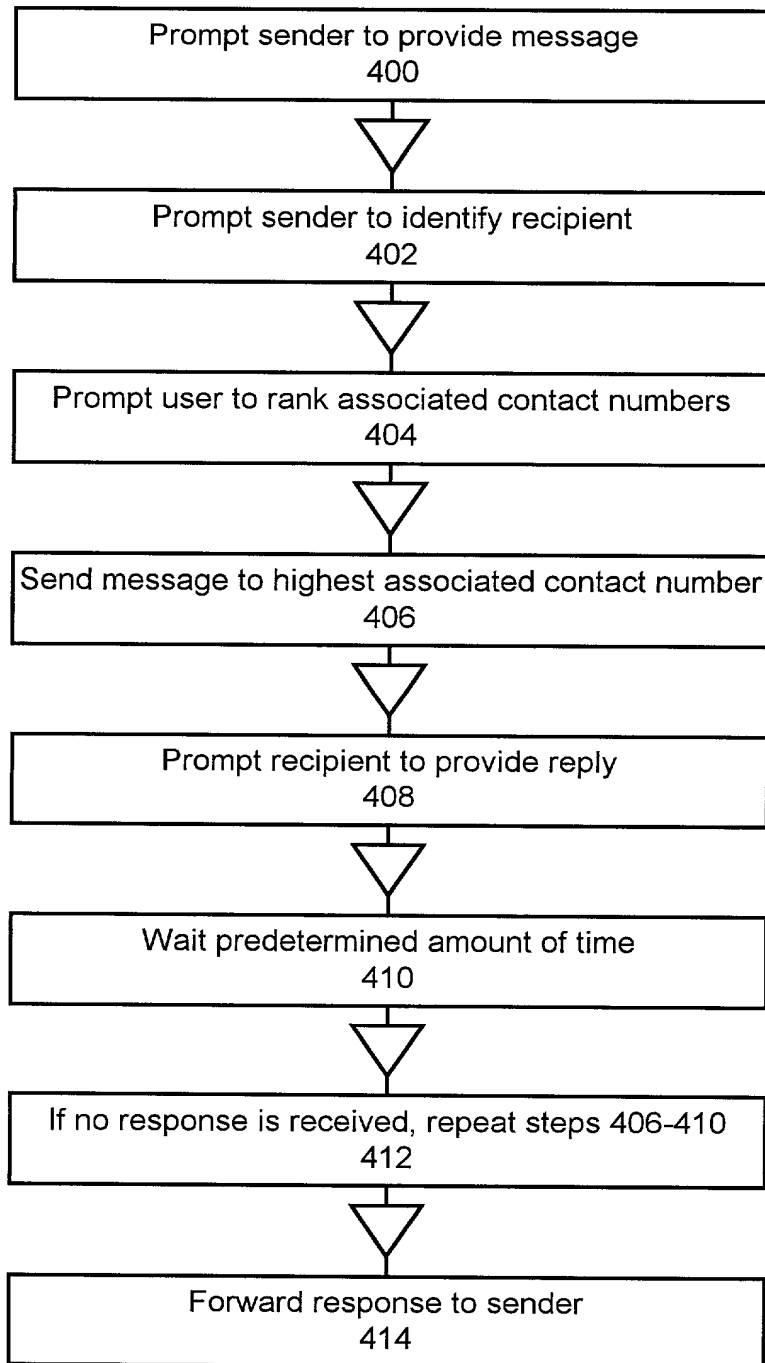 Prompt sender to provide message
400
Prompt sender to identify recipient
402
Prompt user to rank associated contact numbers
404
Send message to highest associated contact number
406
Prompt recipient to provide reply
408
Wait predetermined amount of time
410
If no response is received, repeat steps 406-410
412
Forward response to sender
414